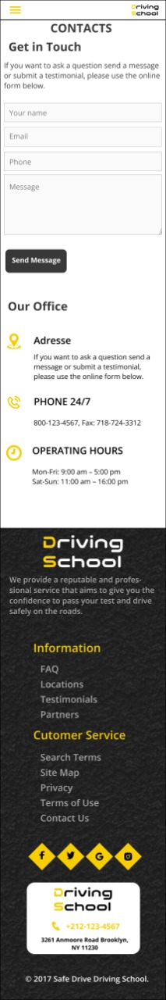 Driving
School
CONTACTS
Get in Touch
If you want to ask a question send a message
or submit a testimonial, please use the online
form below.
Your name
Email
Phone
Message
Send Message
Our Office
Adresse
If you want to ask a question send a
message or submit a testimonial,
please use the online form below.
PHONE 24/7
800-123-4567, Fax: 718-724-3312
OPERATING HOURS
Mon-Fri: 9:00 am – 5:00 pm
Sat-Sun: 11:00 am – 16:00 pm
Driving
School
We provide a reputable and profes-
sional service that aims to give you the
confidence to pass your test and drive
safely on the roads.
Information
FAQ
Locations
Testimonials
Partners
Cutomer Service
Search Terms
Site Map
Privacy
Terms of Use
Contact Us
Driving
School
+212-123-4567
3261 Anmoore Road Brooklyn,
NY 11230
© 2017 Safe Drive Driving School.